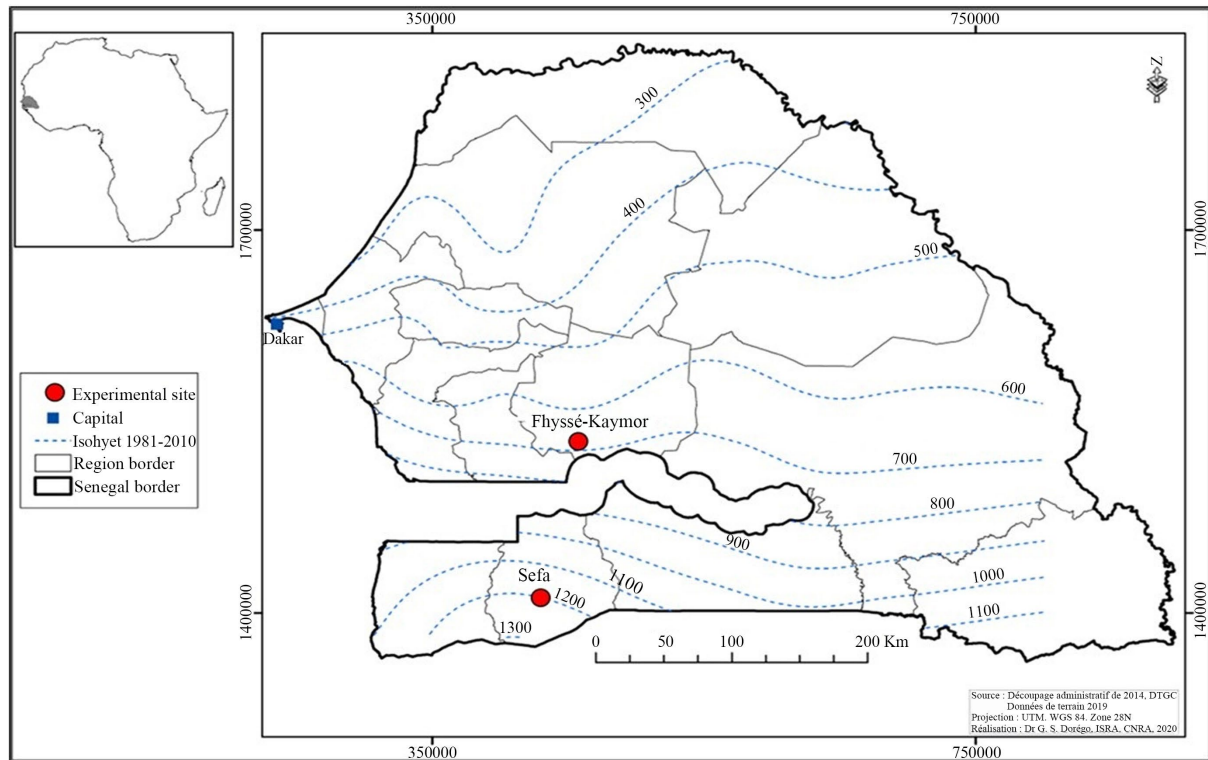 350000
750000
Z
300
400
500
600
700
800
900
1000
1100
1100
1200
1300
1700000
1700000
1400000
1400000
Dakar
Fhyssé-Kaymor
Sefa
Experimental site
Capital
Isohyet 1981-2010
Region border
Senegal border
0 50 100 200 Km
Source : Découpage administratif de 2014, DTGC
Données de terrain 2019
Projection : UTM. WGS 84. Zone 28N
Réalisation : Dr G. S. Dorégo, ISRA, CNRA, 2020
350000
750000